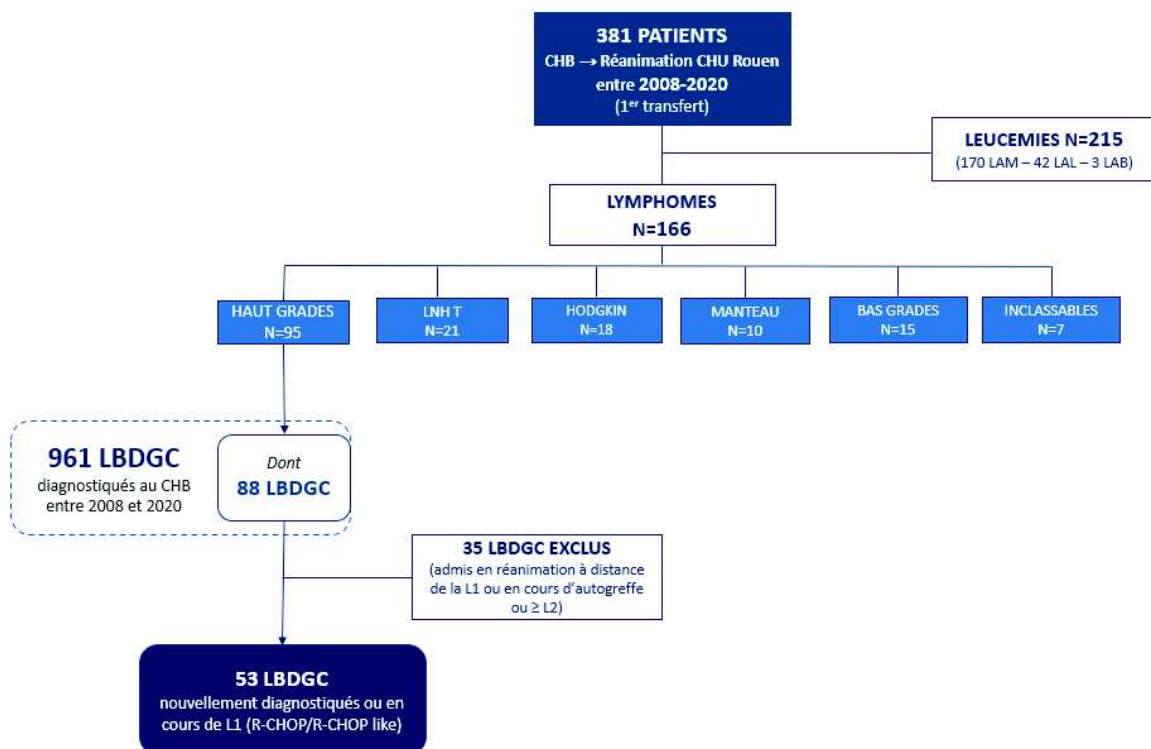 381 PATIENTS
CHB → Réanimation CHU Rouen
entre 2008-2020
(1er transfert)
LEUCEMIES N=215
(170 LAM – 42 LAL – 3 LAB)
LYMPHOMES
N=166
HAUT GRADES
N=95
LNH T
N=21
HODGKIN
N=18
MANTEAU
N=10
BAS GRADES
N=15
INCLASSABLES
N=7
961 LBDGC
diagnostiqués au CHB
entre 2008 et 2020
Dont
88 LBDGC
35 LBDGC EXCLUS
(admis en réanimation à distance
de la L1 ou en cours d'autogreffe
ou ≥ L2)
53 LBDGC
nouvellement diagnostiqués ou en
cours de L1 (R-CHOP/R-CHOP like)